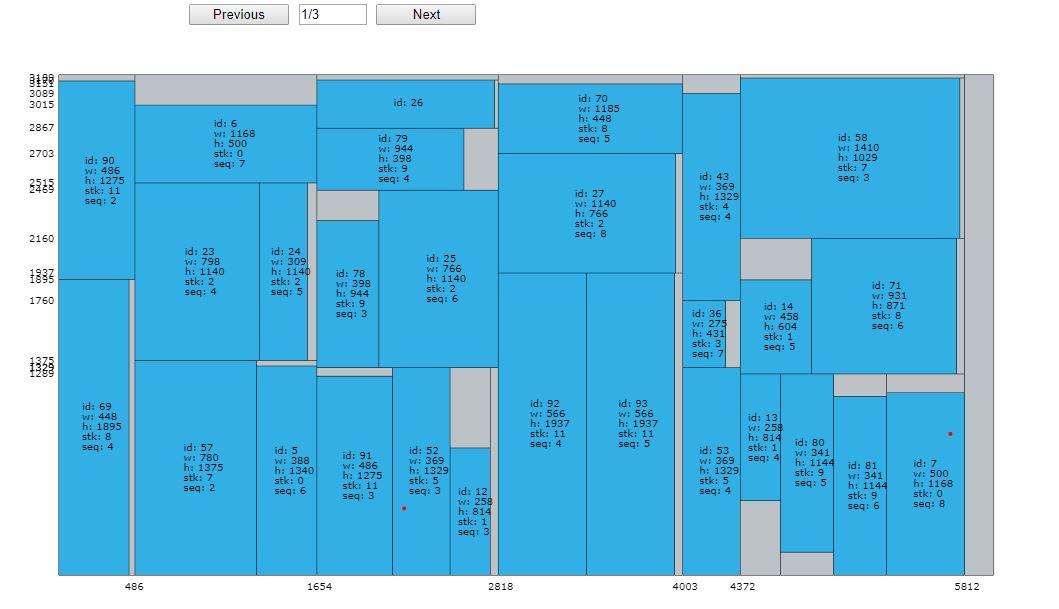 Previous 1/3 Next
3151
3089
3015
2867
2703
2515
2469
2160
1937
1895
1760
1375
1329
1289
id: 90
w: 486
h: 1275
stk: 11
seq: 2
id: 69
w: 448
h: 1895
stk: 8
seq: 4
id: 6
w: 1168
h: 500
stk: 0
seq: 7
id: 23
w: 798
h: 1140
stk: 2
seq: 4
id: 24
w: 309
h: 1140
stk: 2
seq: 5
id: 57
w: 780
h: 1375
stk: 7
seq: 2
id: 5
w: 388
h: 1340
stk: 0
seq: 6
id: 26
id: 79
w: 944
h: 398
stk: 9
seq: 4
id: 78
w: 398
h: 944
stk: 9
seq: 3
id: 25
w: 766
h: 1140
stk: 2
seq: 6
id: 91
w: 486
h: 1275
stk: 11
seq: 3
id: 52
w: 369
h: 1329
stk: 5
seq: 3
id: 12
w: 258
h: 814
stk: 1
seq: 3
id: 70
w: 1185
h: 448
stk: 8
seq: 5
id: 27
w: 1140
h: 766
stk: 2
seq: 8
id: 92
w: 566
h: 1937
stk: 11
seq: 4
id: 93
w: 566
h: 1937
stk: 11
seq: 5
id: 43
w: 369
h: 1329
stk: 4
seq: 4
id: 36
w: 275
h: 431
stk: 3
seq: 7
id: 53
w: 369
h: 1329
stk: 5
seq: 4
id: 58
w: 1410
h: 1029
stk: 7
seq: 3
id: 14
w: 458
h: 604
stk: 1
seq: 5
id: 71
w: 931
h: 871
stk: 8
seq: 6
id: 13
w: 258
h: 814
stk: 1
seq: 4
id: 80
w: 341
h: 1144
stk: 9
seq: 5
id: 81
w: 341
h: 1144
stk: 9
seq: 6
id: 7
w: 500
h: 1168
stk: 0
seq: 8
486 1654 2818 4003 4372 5812